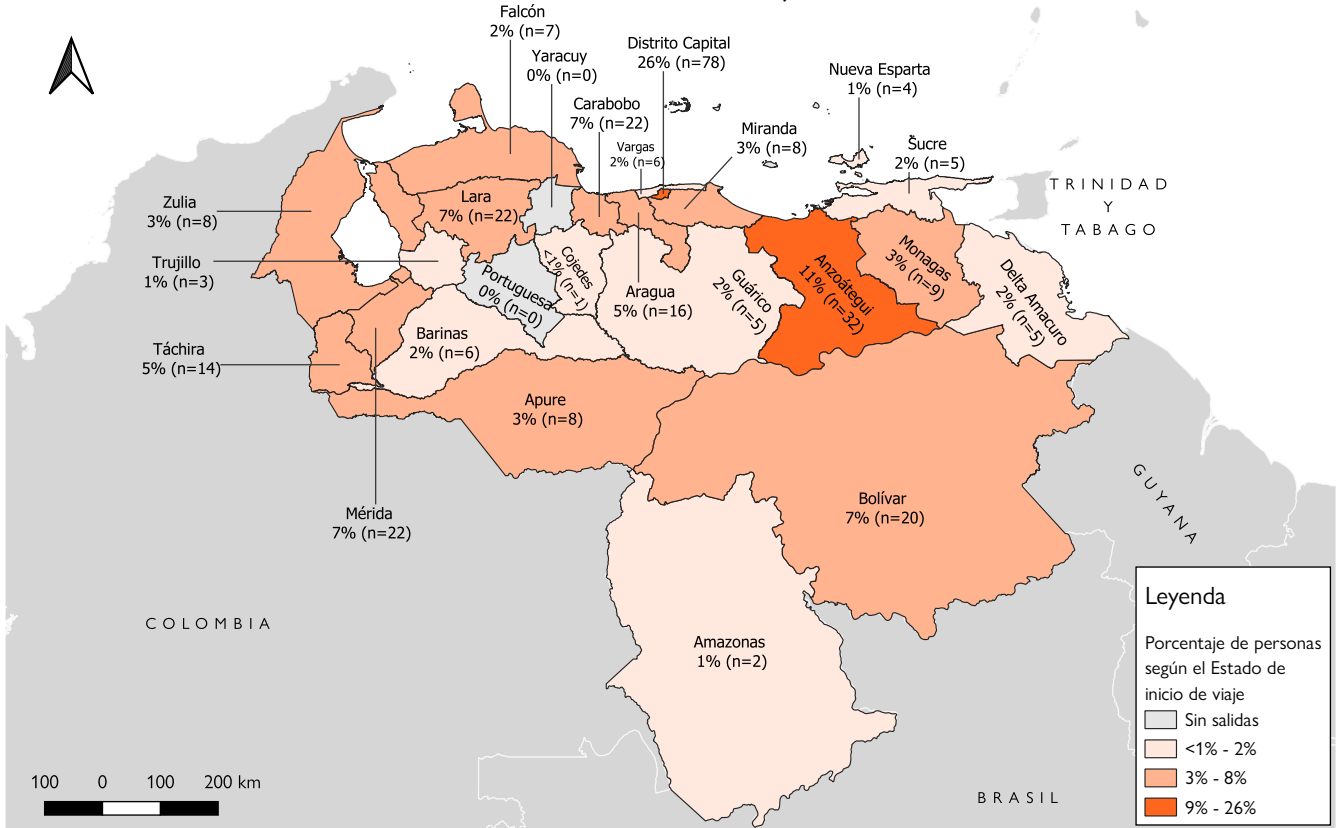 Falcón
2% (n=7)
Yaracuy
0% (n=0)
Distrito Capital
26% (n=78)
Carabobo
7% (n=22)
Vargas
2% (n=6)
Miranda
3% (n=8)
Nueva Esparta
1% (n=4)
Sucre
2% (n=5)
TRINIDAD
Y
TABAGO
Zulia
3% (n=8)
Lara
7% (n=22)
Trujillo
1% (n=3)
Portuguesa
0% (n=0)
Cojedes
<1% (n=1)
Aragua
5% (n=16)
Guárico
2% (n=5)
Anzoátegui
11% (n=32)
Monagas
3% (n=9)
Delta Amacuro
2% (n=5)
Táchira
5% (n=14)
Barinas
2% (n=6)
Apure
3% (n=8)
Mérida
7% (n=22)
Bolívar
7% (n=20)
GUYANA
COLOMBIA
Amazonas
1% (n=2)
BRASIL
Leyenda
Porcentaje de personas
según el Estado de
inicio de viaje
Sin salidas
<1% - 2%
3% - 8%
9% - 26%
100 0 100 200 km